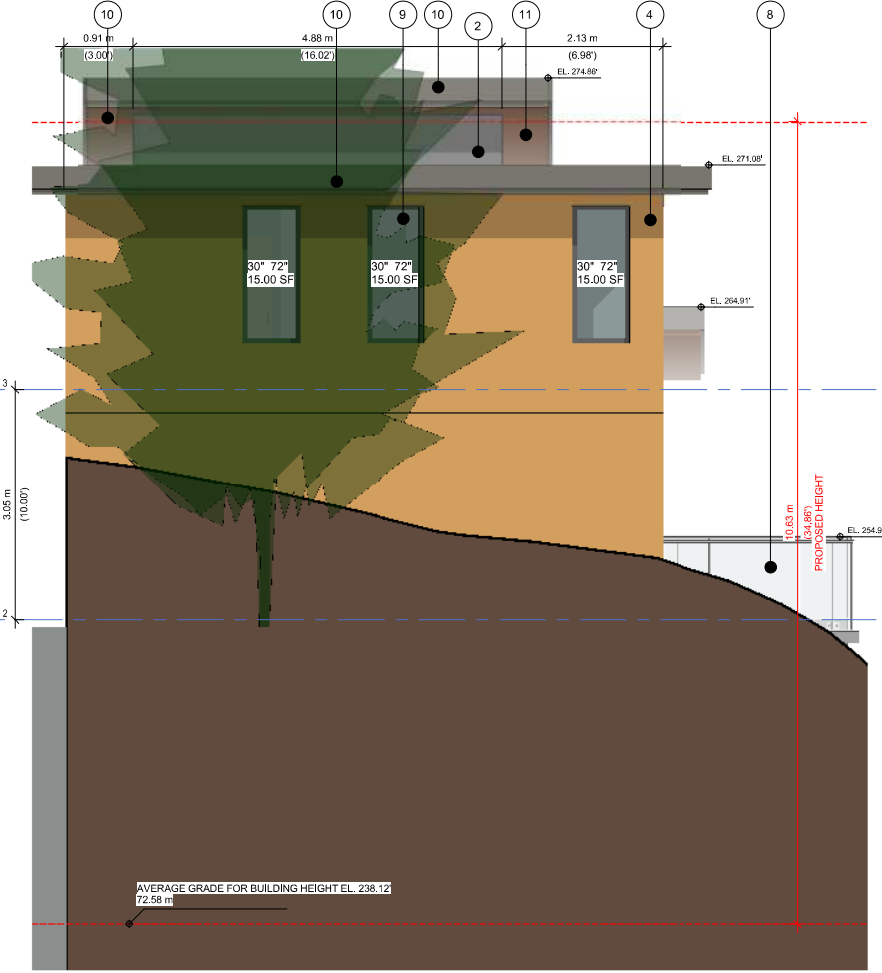 10
10
9
10
2
11
4
8
0.91 m
(3.00')
4.88 m
(16.02')
2.13 m
(6.98')
EL. 274.86'
EL. 271.08'
30" 72"
15.00 SF
30" 72"
15.00 SF
30" 72"
15.00 SF
EL. 264.91'
3
3.05 m
(10.00')
10.63 m
(34.86')
PROPOSED HEIGHT
EL. 254.9
2
AVERAGE GRADE FOR BUILDING HEIGHT EL. 238.12'
72.58 m